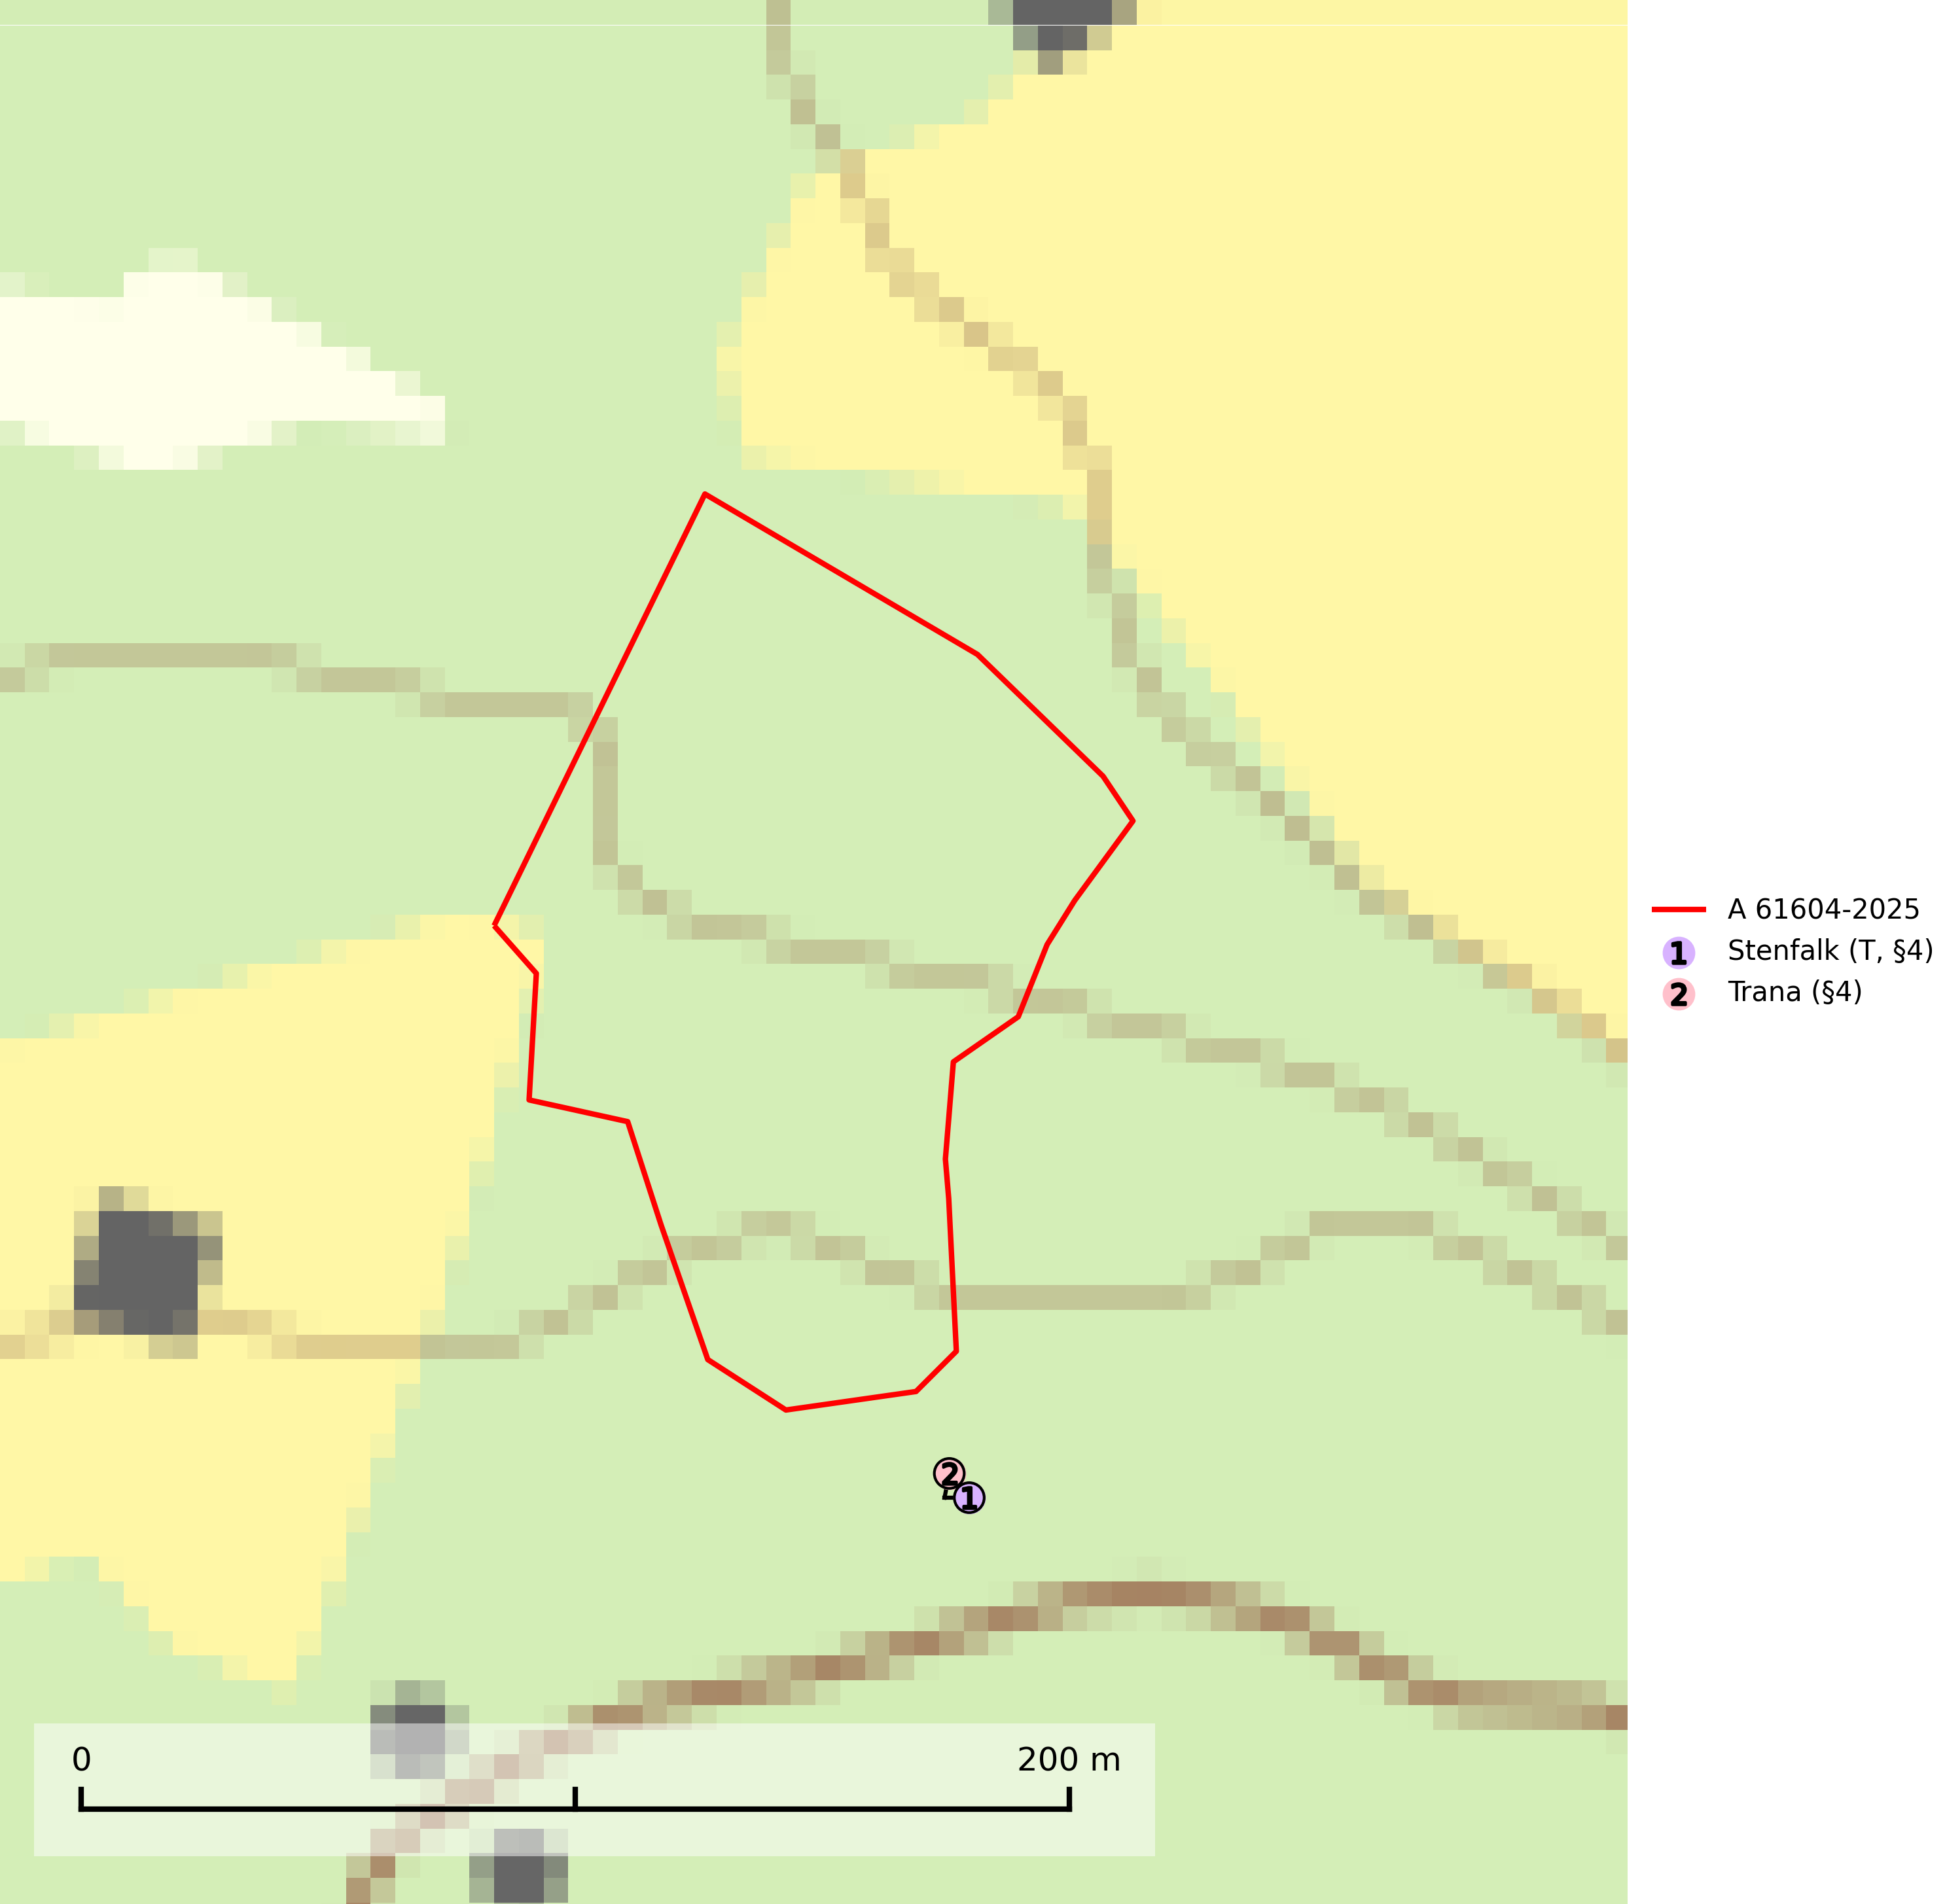 A 61604-2025
1 Stenfalk (T, §4)
2 Trana (§4)
2
1
0 200 m